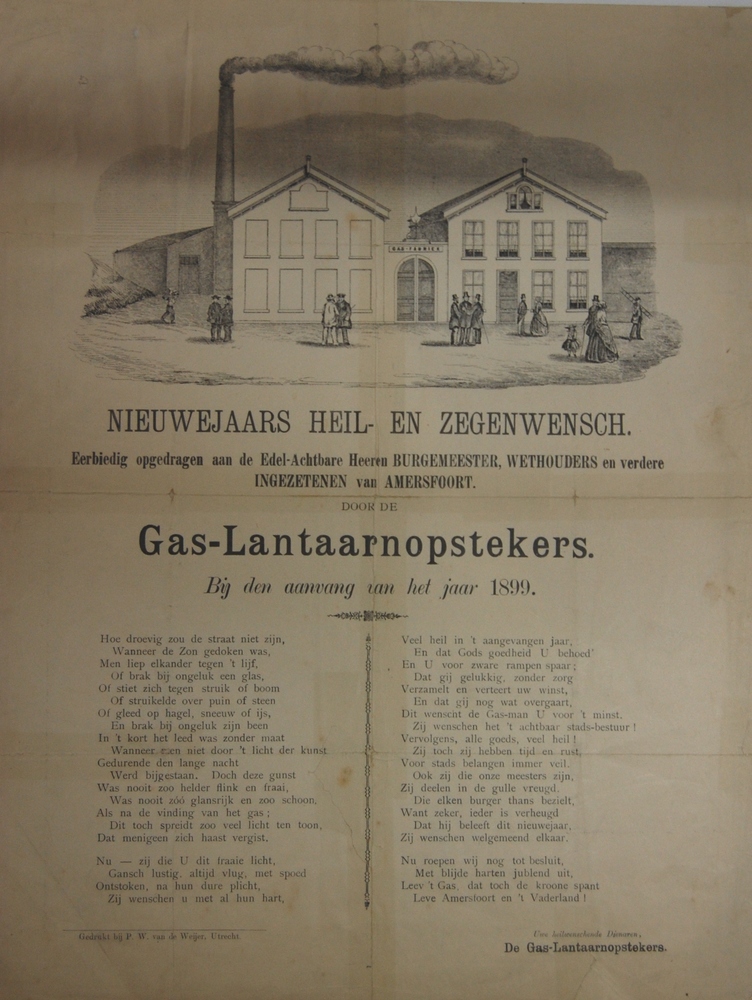 GAS-FABRIEK
NIEUWEJAARS HEIL- EN ZEGENWENSCH.
Eerbiedig opgedragen aan de Edel-Achtbare Heeren BURGEMEESTER, WETHOUDERS en verdere
INGEZETENEN van AMERSFOORT.
DOOR DE
Gas-Lantaarnopstekers.
Bij den aanvang van het jaar 1899.
Hoe droevig zou de straat niet zijn,
Wanneer de Zon gedoken was,
Men liep elkander tegen 't lijf,
Of brak bij ongeluk een glas,
Of stiet zich tegen struik of boom
Of struikelde over puin of steen
Of gleed op hagel, sneeuw of ijs,
En brak bij ongeluk zijn been
In 't kort het leed was zonder maat
Wanneer men niet door 't licht der kunst
Gedurende den lange nacht
Werd bijgestaan. Doch deze gunst
Was nooit zoo helder flink en fraai,
Was nooit zóó glansrijk en zoo schoon,
Als na de vinding van het gas;
Dit toch spreidt zoo veel licht ten toon,
Dat menigeen zich haast vergist.
Nu — zij die U dit fraaie licht,
Gansch lustig, altijd vlug, met spoed
Ontstoken, na hun dure plicht,
Zij wenschen u met al hun hart,
Veel heil in 't aangevangen jaar,
En dat Gods goedheid U behoed'
En U voor zware rampen spaar;
Dat gij gelukkig, zonder zorg
Verzamelt en verteert uw winst,
En dat gij nog wat overgaart,
Dit wenscht de Gas-man U voor 't minst.
Zij wenschen het 't achtbaar stads-bestuur!
Vervolgens, alle goeds, veel heil!
Zij toch zij hebben tijd en rust,
Voor stads belangen immer veil.
Ook zij die onze meesters zijn,
Zij deelen in de gulle vreugd.
Die elken burger thans bezielt,
Want zeker, ieder is verheugd
Dat hij beleeft dit nieuwejaar,
Zij wenschen welgemeend elkaar.
Nu roepen wij nog tot besluit,
Met blijde harten jublend uit,
Leev 't Gas, dat toch de kroone spant
Leve Amersfoort en 't Vaderland!
Gedrukt bij P. W. van de Weijer, Utrecht.
Uwe heilwenschende Dienaren,
De Gas-Lantaarnopstekers.